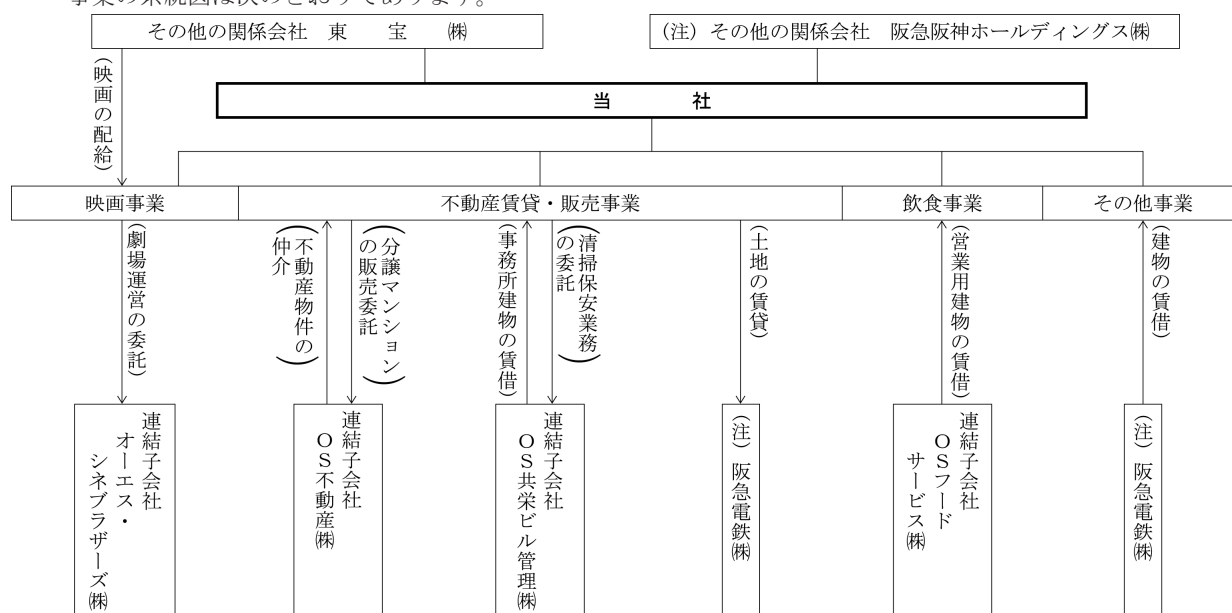 事業の系統図は次のとおりであります。
その他の関係会社 東 宝 ㈱
(注) その他の関係会社 阪急阪神ホールディングス㈱
(映画の配給)
当 社
映画事業
不動産賃貸・販売事業
飲食事業
その他事業
(劇場運営の委託)
(不動産物件の
仲介)
(分譲マンション
の販売委託)
(事務所建物の賃借)
(清掃保安業務
の委託)
(土地の賃貸)
(営業用建物の賃借)
(建物の賃借)
連結子会社
オーエス・
シネブラザーズ㈱
連結子会社
OS不動産㈱
連結子会社
OS共栄ビル管理㈱
(注) 阪急電鉄㈱
連結子会社
OSフード
サービス㈱
(注) 阪急電鉄㈱